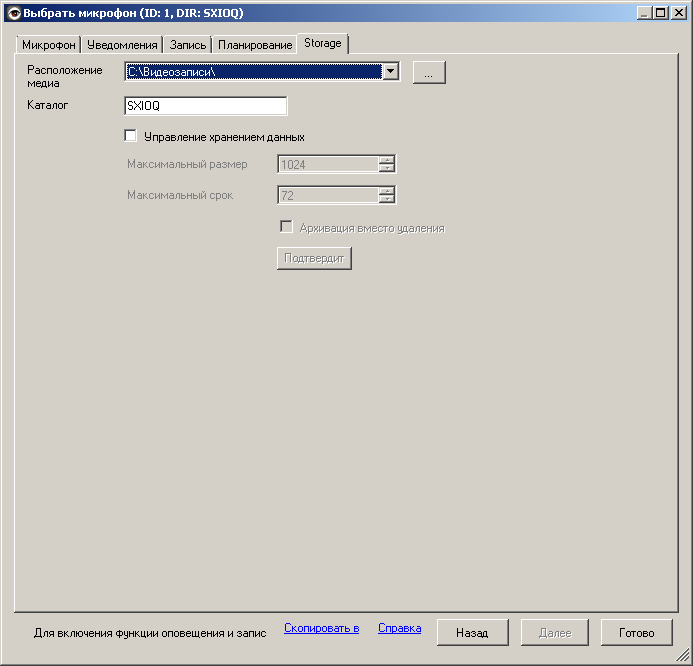 Выбрать микрофон (ID: 1, DIR: SXIOQ)
Микрофон Уведомления Запись Планирование Storage
Расположение медиа
C:\Видеозаписи\
...
Каталог
SXIOQ
Управление хранением данных
Максимальный размер
1024
Максимальный срок
72
Архивация вместо удаления
Подтвердит
Для включения функции оповещения и запис
Скопировать в
Справка
Назад
Далее
Готово